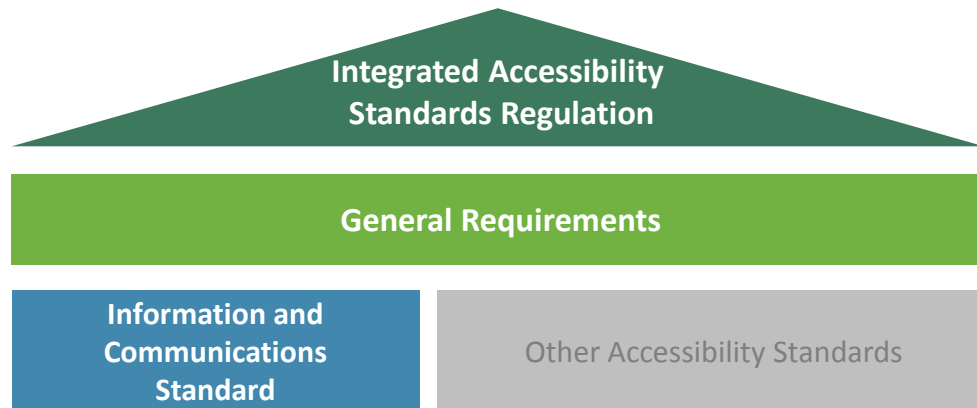 Integrated Accessibility
Standards Regulation
General Requirements
Information and
Communications
Standard
Other Accessibility Standards